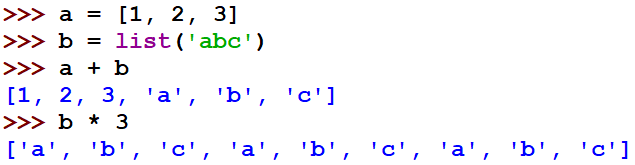 >>> a = [1, 2, 3]
>>> b = list('abc')
>>> a + b
[1, 2, 3, 'a', 'b', 'c']
>>> b * 3
['a', 'b', 'c', 'a', 'b', 'c', 'a', 'b', 'c']